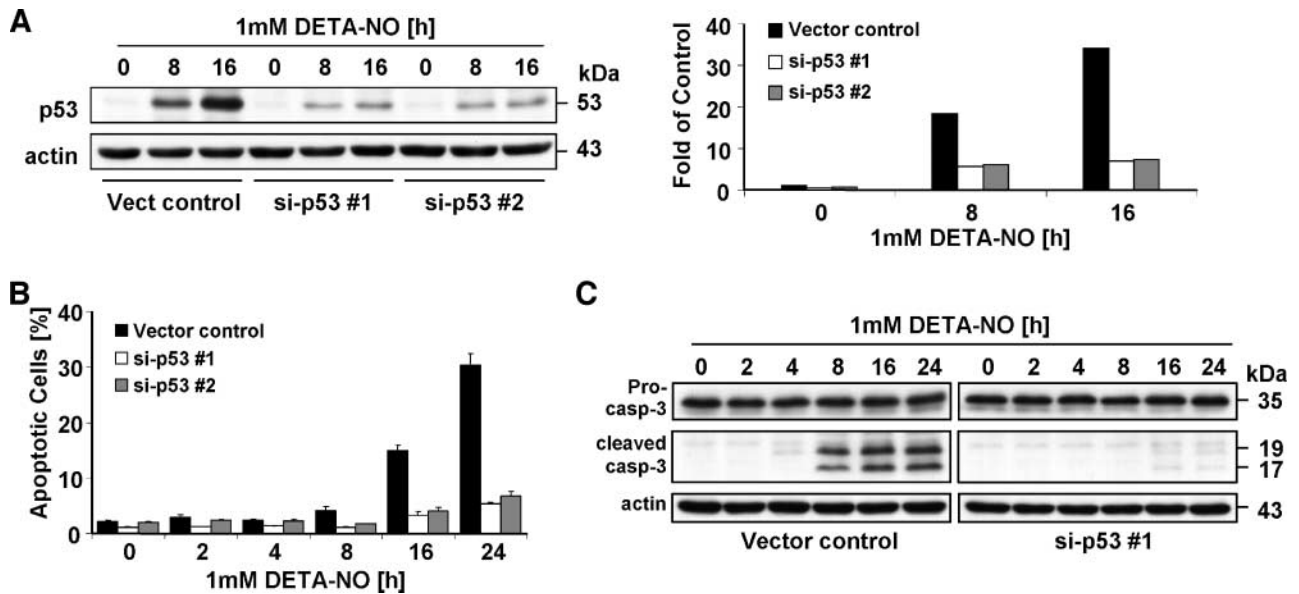 A
1mM DETA-NO [h]
0 8 16 0 8 16 0 8 16 kDa
p53 53
actin 43
Vect control si-p53 #1 si-p53 #2
Vector control
si-p53 #1
si-p53 #2
Fold of Control
40
30
20
10
0
0 8 16
1mM DETA-NO [h]
B
Vector control
si-p53 #1
si-p53 #2
Apoptotic Cells [%]
40
30
20
10
0
0 2 4 8 16 24
1mM DETA-NO [h]
C
1mM DETA-NO [h]
0 2 4 8 16 24 0 2 4 8 16 24 kDa
Pro-
casp-3 35
cleaved 19
casp-3 17
actin 43
Vector control si-p53 #1